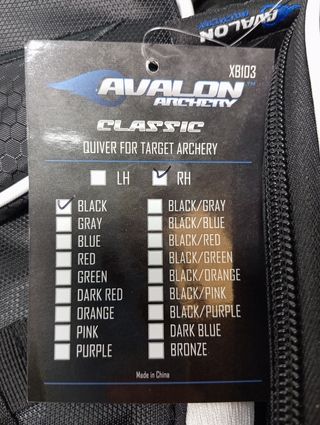 AVALON
ARCHERY
XB103
AVALON™
ARCHERY
CLASSIC
QUIVER FOR TARGET ARCHERY
LH RH
BLACK BLACK/GRAY
GRAY BLACK/BLUE
BLUE BLACK/RED
RED BLACK/GREEN
GREEN BLACK/ORANGE
DARK RED BLACK/PINK
ORANGE BLACK/PURPLE
PINK DARK BLUE
PURPLE BRONZE
Made in China